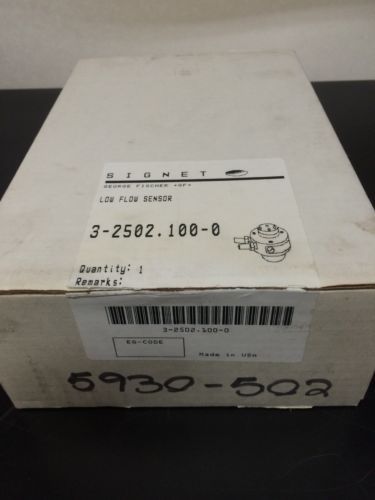 SIGNET
GEORGE FISCHER +GF+
LOW FLOW SENSOR
3-2502.100-0
Quantity: 1
Remarks:
3-2502.100-0
EG-CODE
Made in USA
5930-502